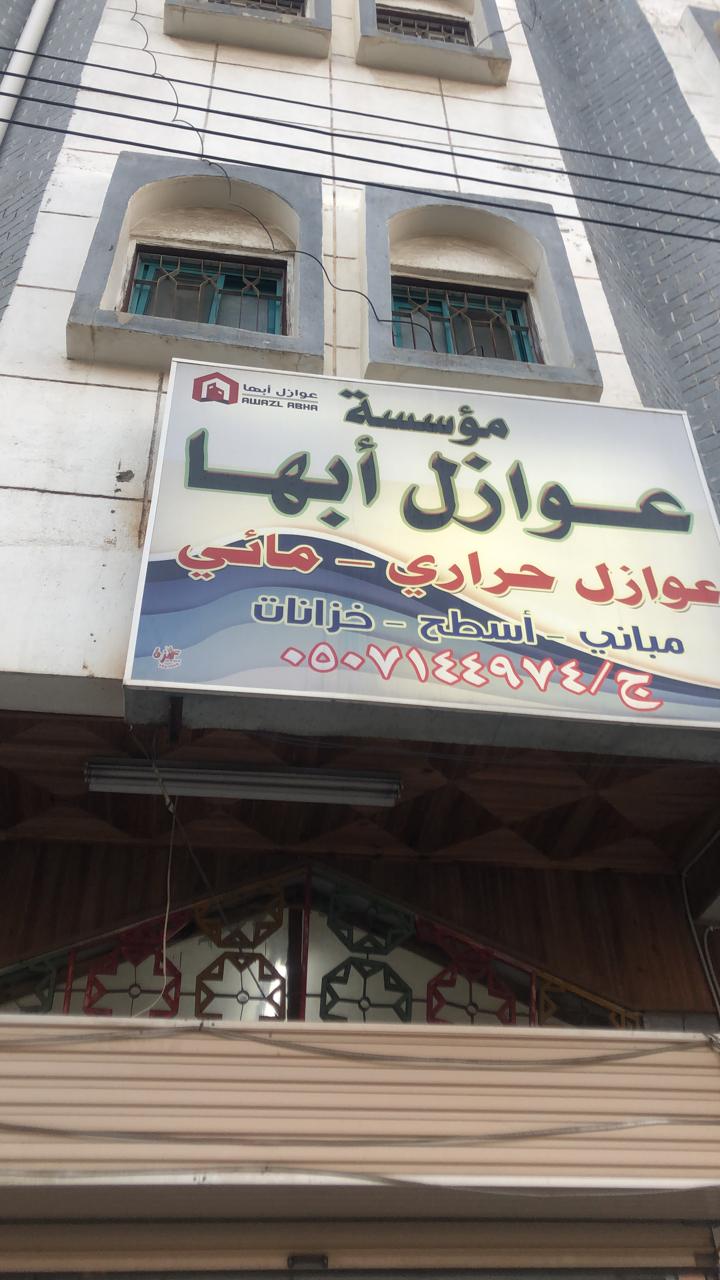 عوازل أبها
AWAZL ABHA
مؤسسة
عوازل أبها
عوازل حراري - مائي
مباني - أسطح - خزانات
ج/٠٥٠٧١٤٤٩٧٤